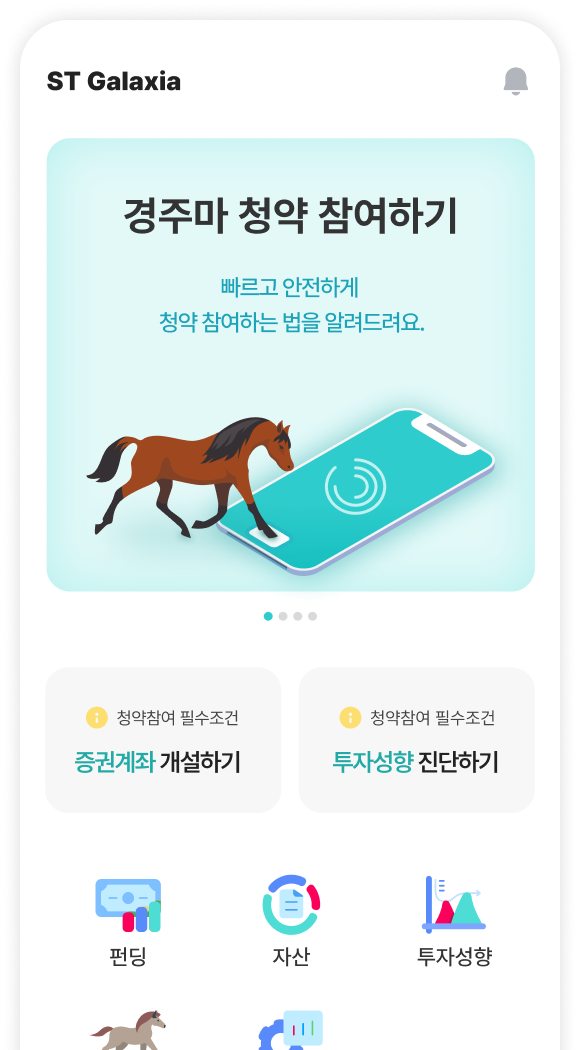 ST Galaxia
경주마 청약 참여하기
빠르고 안전하게
청약 참여하는 법을 알려드려요.
청약참여 필수조건
증권계좌 개설하기
청약참여 필수조건
투자성향 진단하기
펀딩
자산
투자성향